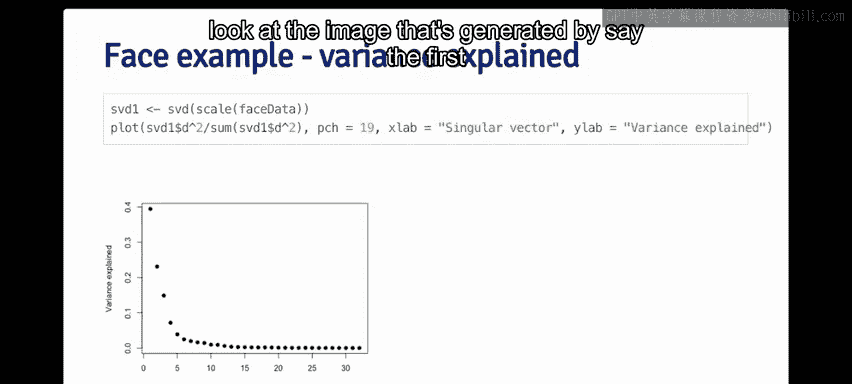 look at the image that's generated by say
the first
Face example - variance explained
svd1 <- svd(scale(faceData))
plot(svd1$d^2/sum(svd1$d^2), pch = 19, xlab = "Singular vector", ylab = "Variance explained")
Variance explained
0.4
0.3
0.2
0.1
0.0
0 5 10 15 20 25 30